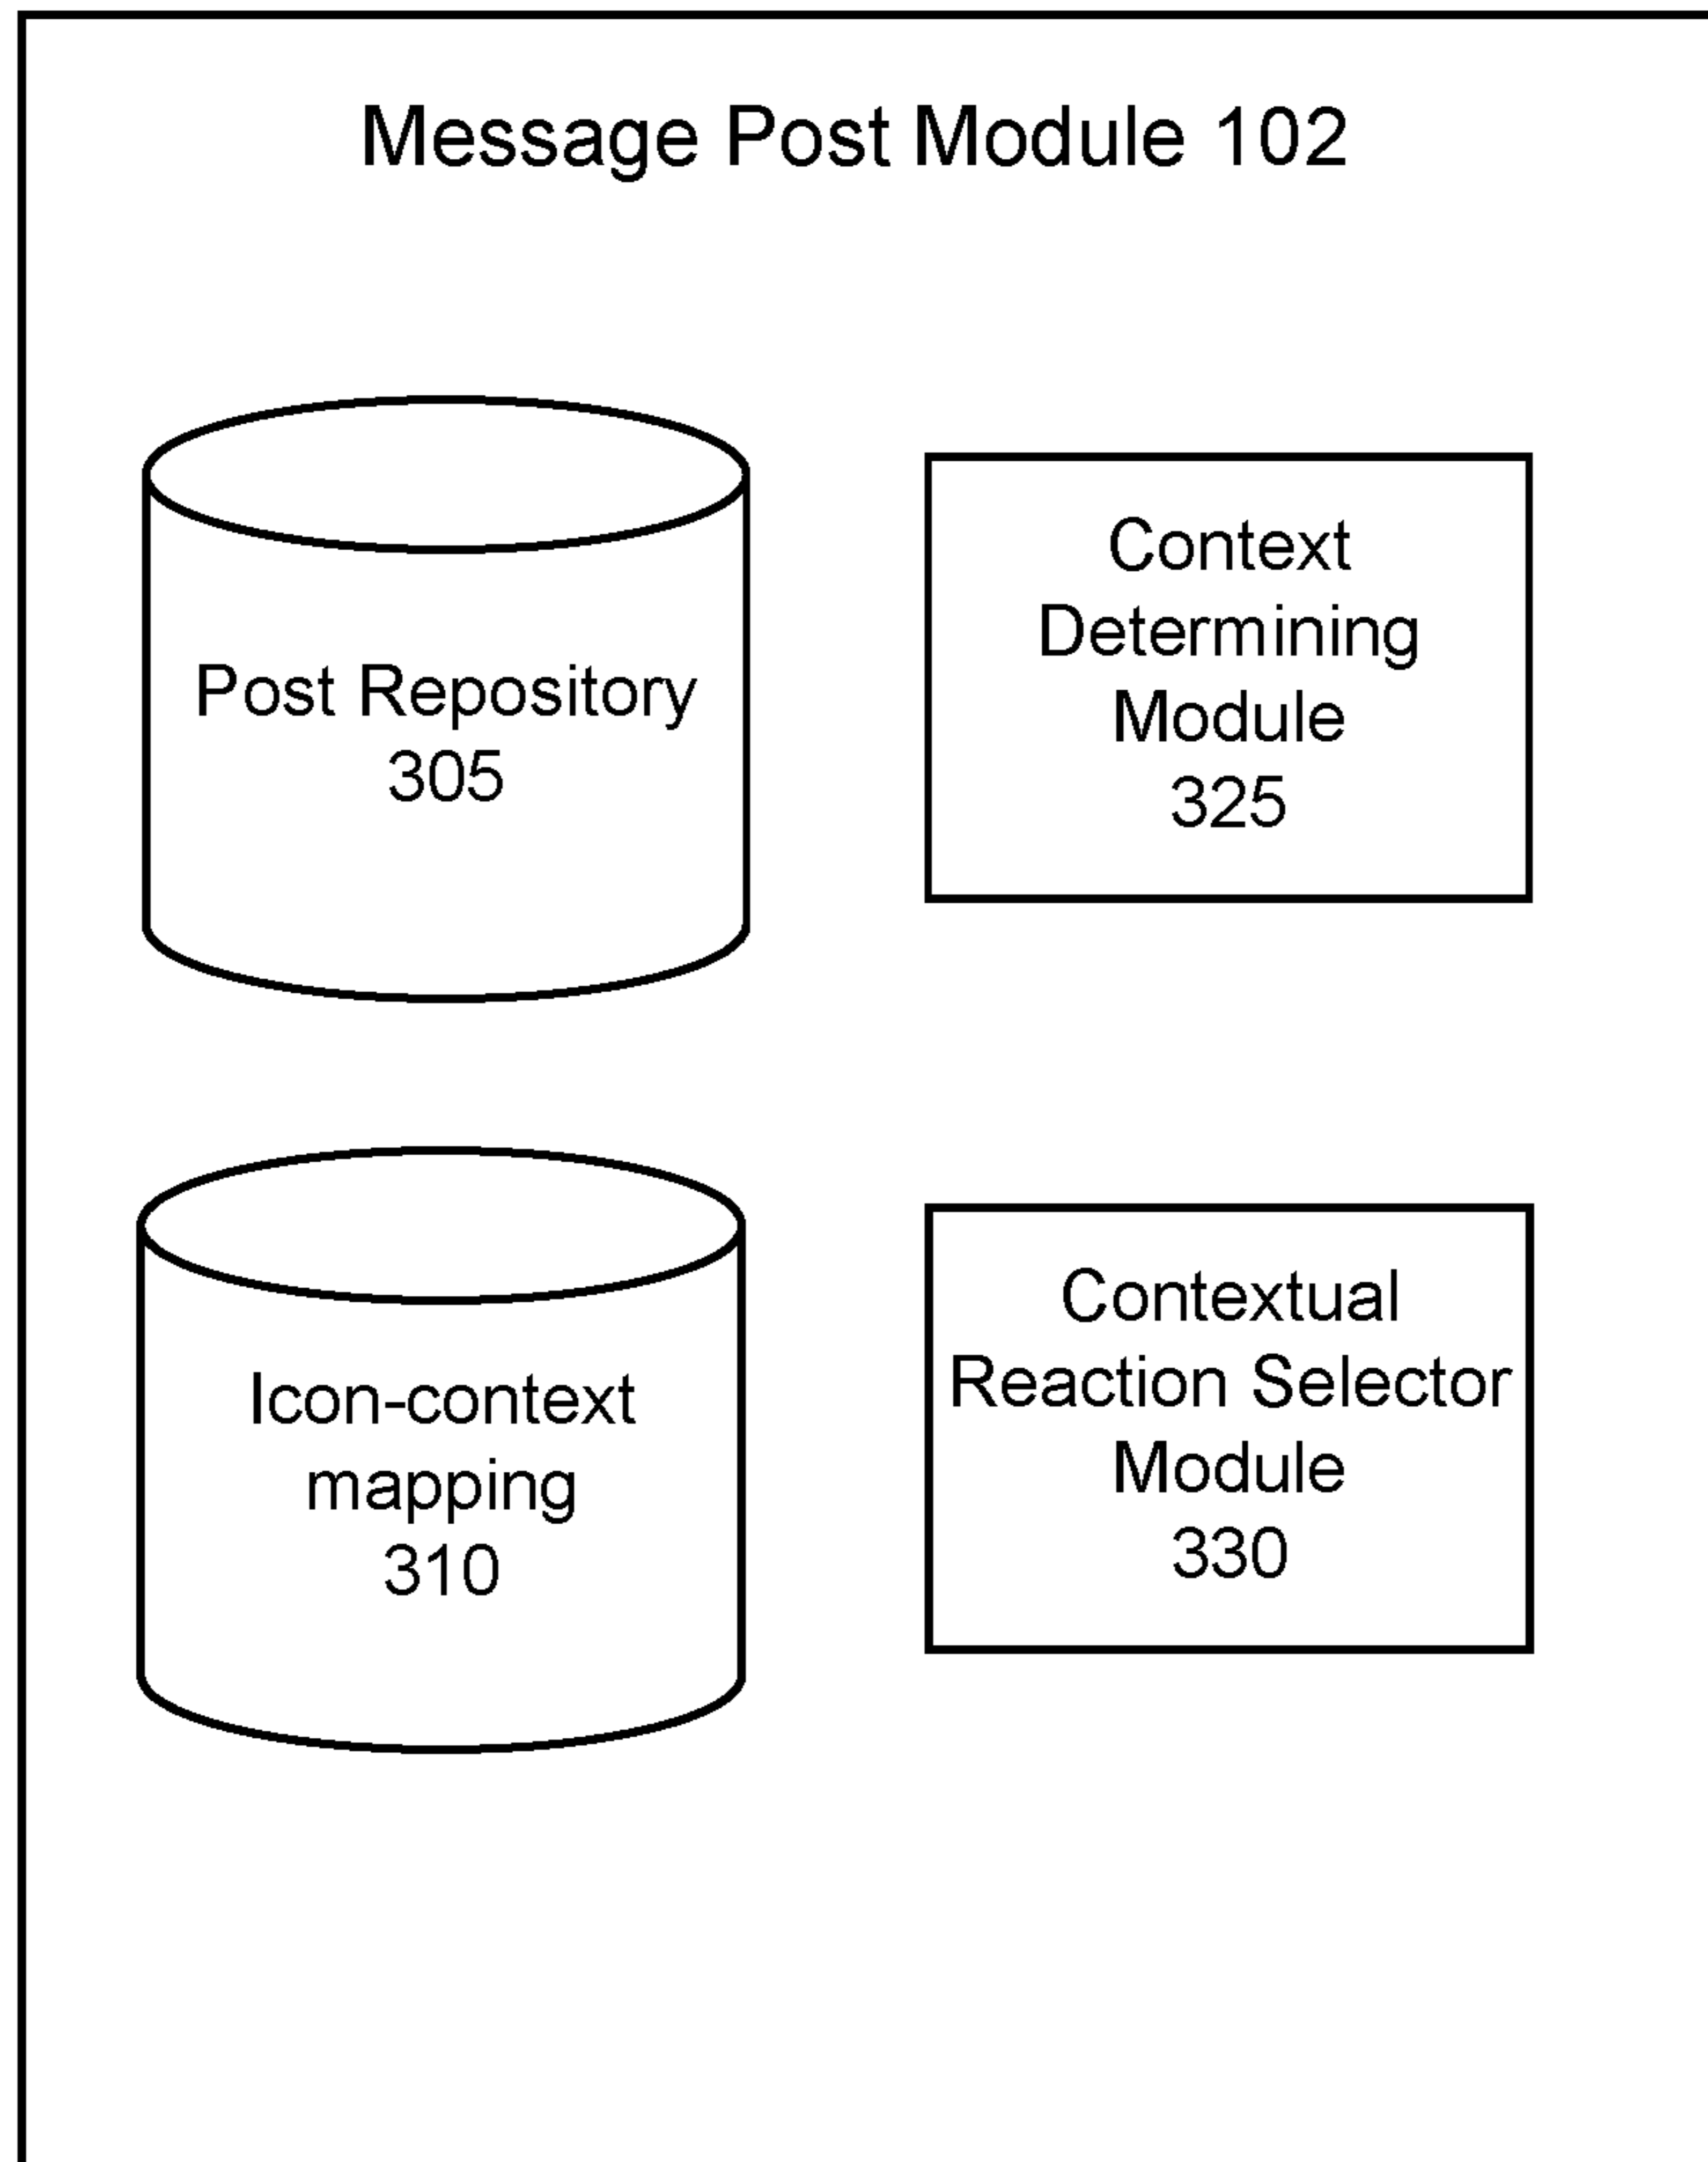 Message Post Module 102
Post Repository
305
Context
Determining
Module
325
Icon-context
mapping
310
Contextual
Reaction Selector
Module
330